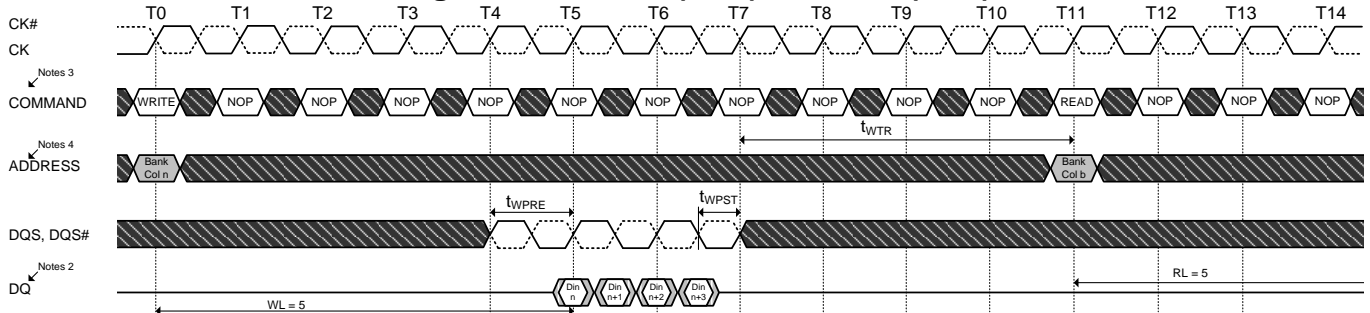 T0 T1 T2 T3 T4 T5 T6 T7 T8 T9 T10 T11 T12 T13 T14
CK#
CK
Notes 3
COMMAND WRITE NOP NOP NOP NOP NOP NOP NOP NOP NOP NOP READ NOP NOP NOP
tWTR
Notes 4
ADDRESS
Bank
Col n
Bank
Col b
tWPRE
tWPST
DQS, DQS#
Notes 2
DQ
Din
n
Din
n+1
Din
n+2
Din
n+3
RL = 5
WL = 5